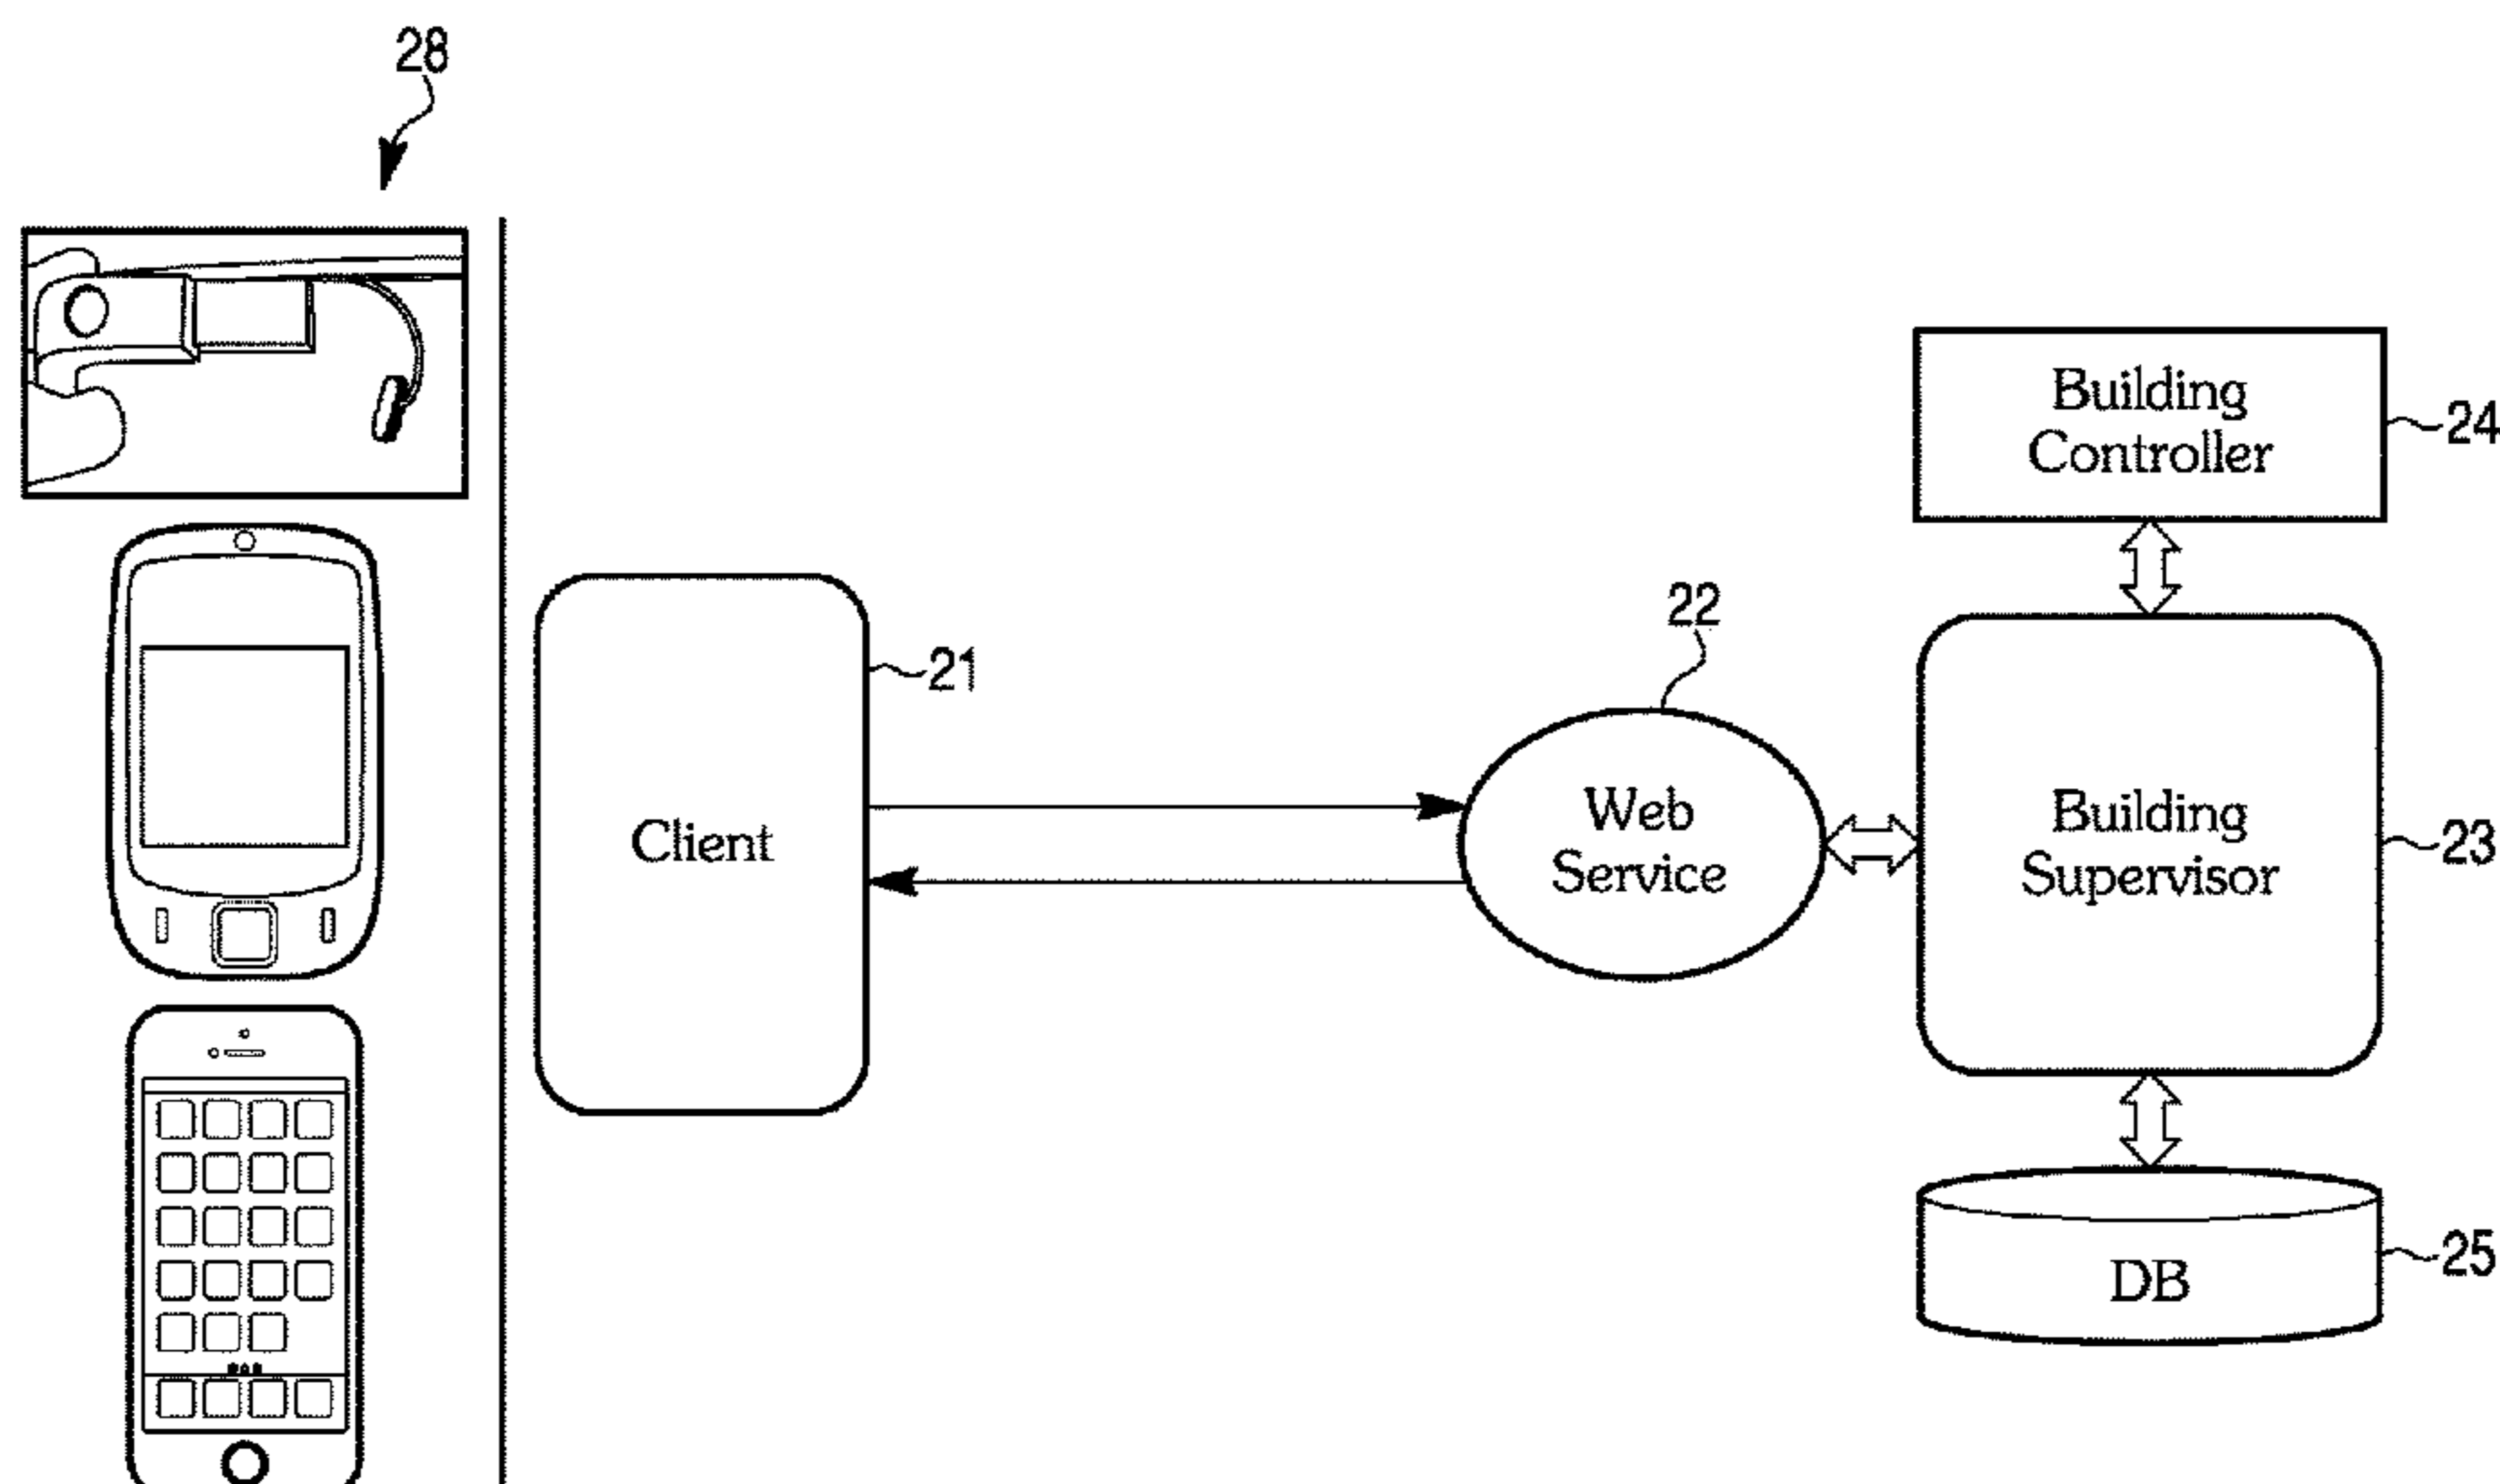 28
Building
Controller
24
22
21
Client
Web
Service
Building
Supervisor
23
DB
25